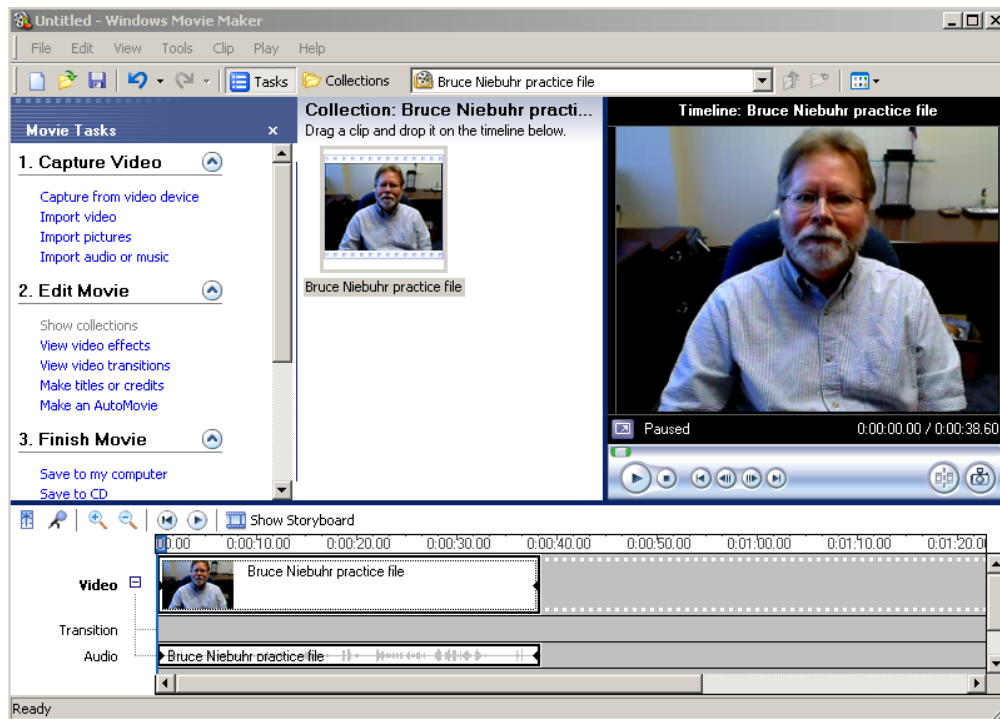 Untitled - Windows Movie Maker
File Edit View Tools Clip Play Help
Tasks Collections Bruce Niebuhr practice file
Movie Tasks
1. Capture Video
Capture from video device
Import video
Import pictures
Import audio or music
2. Edit Movie
Show collections
View video effects
View video transitions
Make titles or credits
Make an AutoMovie
3. Finish Movie
Save to my computer
Save to CD
Collection: Bruce Niebuhr practi...
Drag a clip and drop it on the timeline below.
Bruce Niebuhr practice file
Timeline: Bruce Niebuhr practice file
Paused 0:00:00.00 / 0:00:38.60
Show Storyboard
0:00:10.00 0:00:20.00 0:00:30.00 0:00:40.00 0:00:50.00 0:01:00.00 0:01:10.00
Video Bruce Niebuhr practice file
Transition
Audio Bruce Niebuhr practice file
Ready